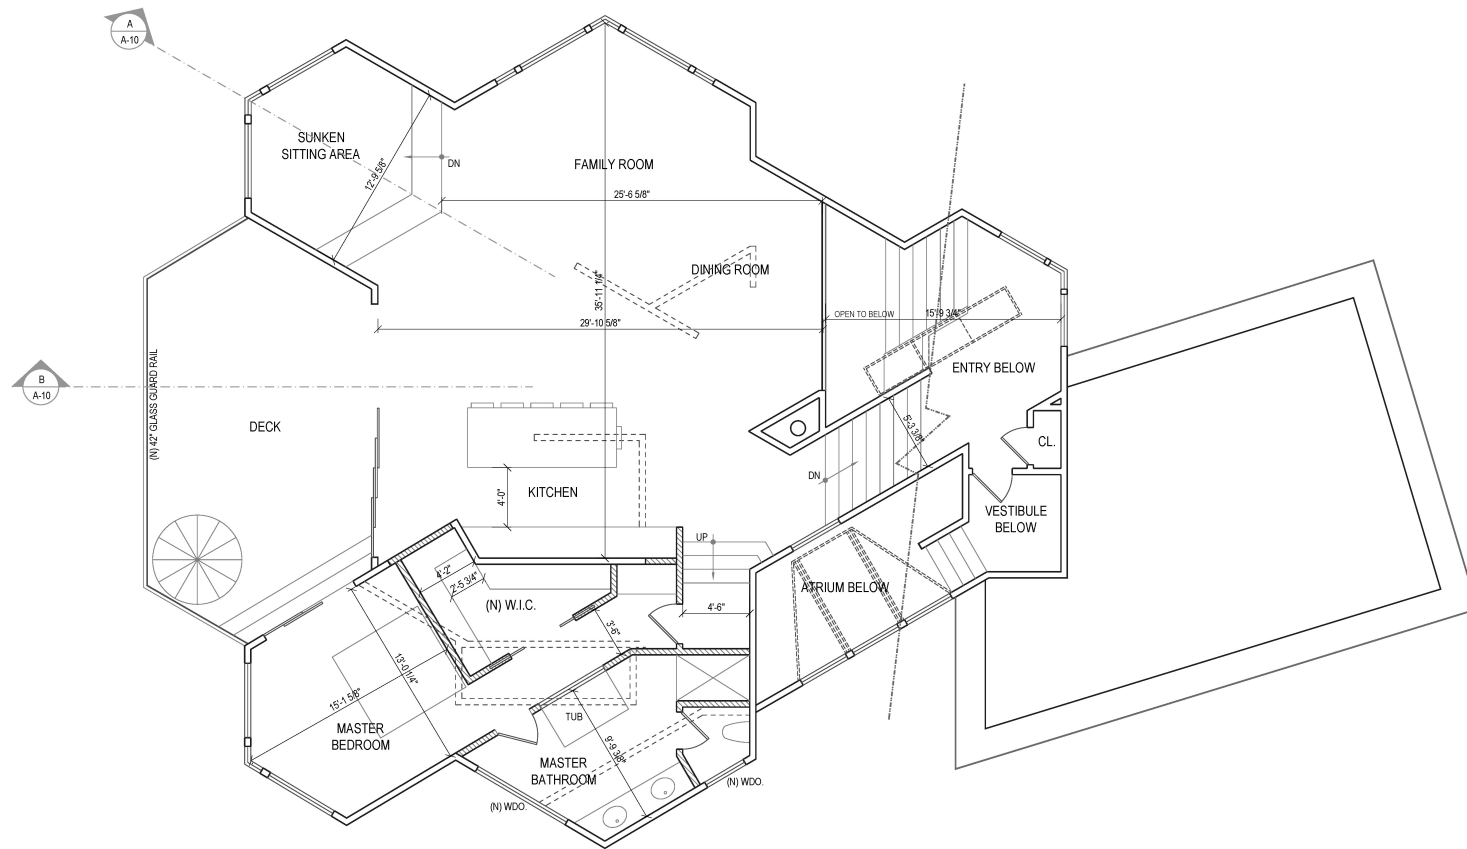 A
A-10
SUNKEN
SITTING AREA
12'-9 5/8"
DN
FAMILY ROOM
25'-6 5/8"
DINING ROOM
35'-11 1/4"
29'-10 5/8"
OPEN TO BELOW
15'-9 3/4"
ENTRY BELOW
B
A-10
(N) 42" GLASS GUARD RAIL
DECK
5'-3 3/8"
CL.
KITCHEN
4'-0"
DN
VESTIBULE
BELOW
UP
4'-2"
2'-5 3/4"
(N) W.I.C.
ATRIUM BELOW
4'-6"
3'-6"
13'-0 1/4"
15'-1 5/8"
TUB
MASTER
BEDROOM
9'-9 3/8"
MASTER
BATHROOM
(N) WDO.
(N) WDO.